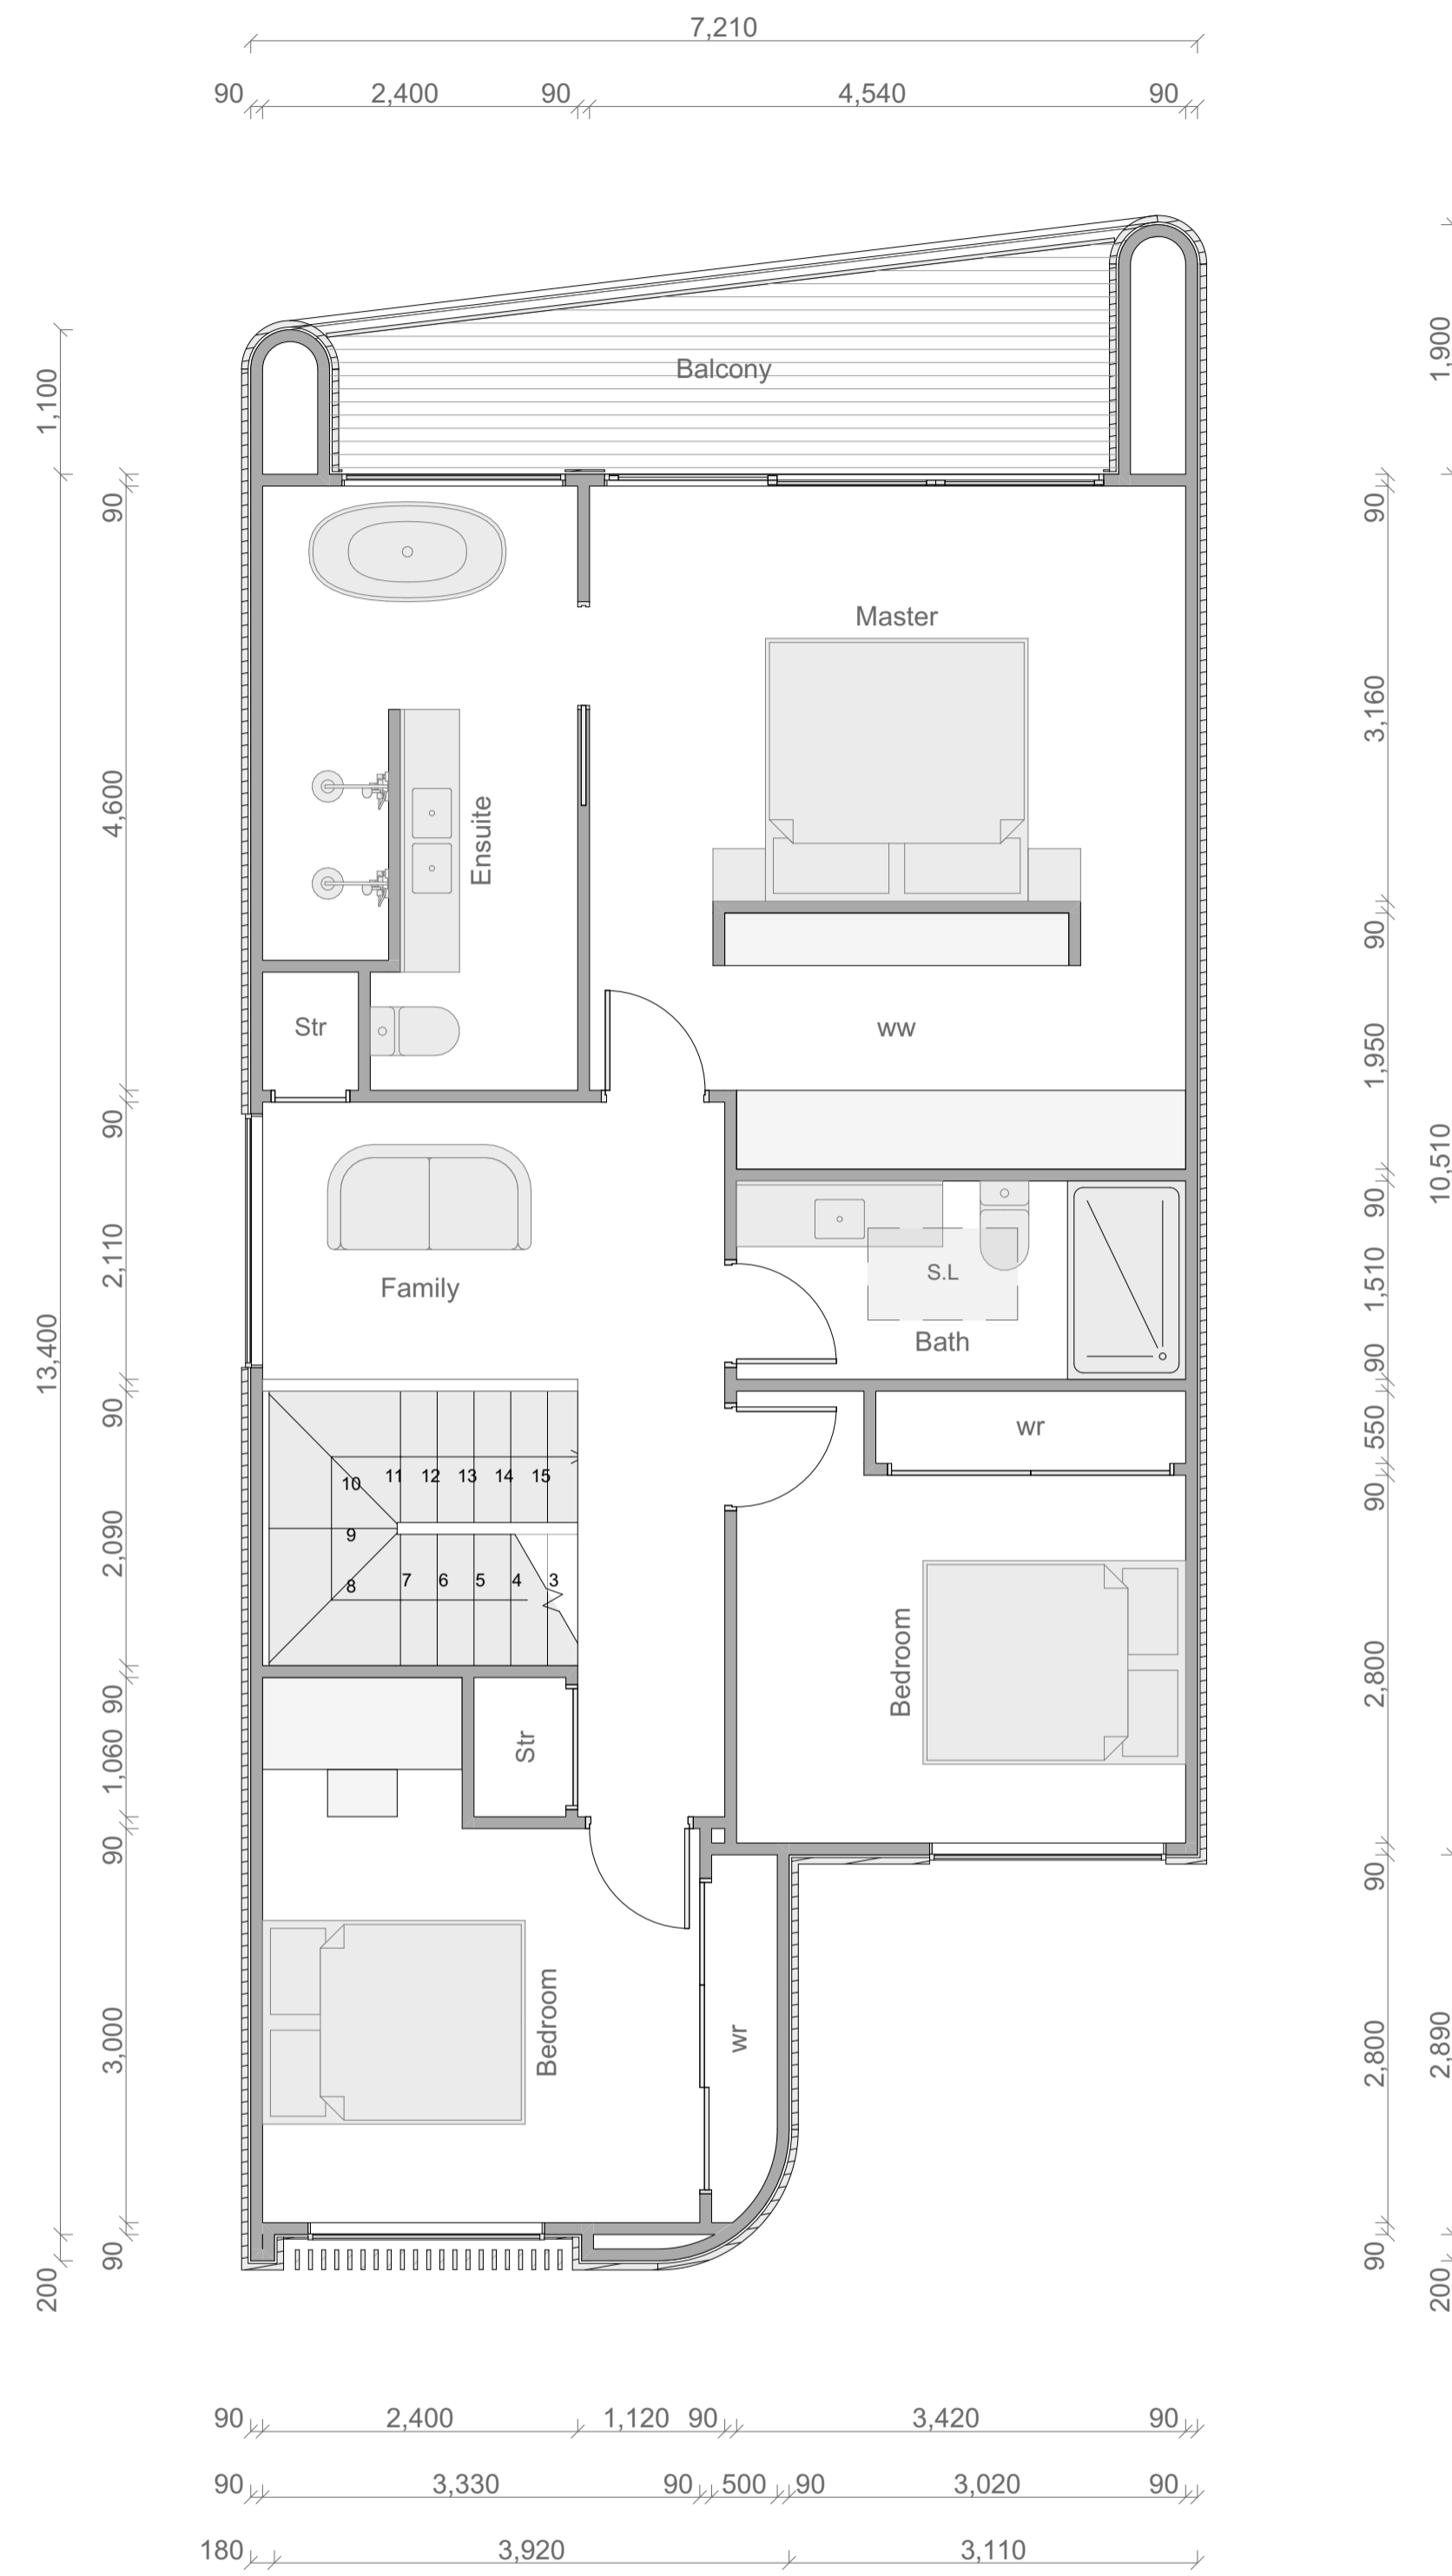 7,210
90 2,400 90 4,540 90
Balcony
1,100
1,900
90
90
Master
3,160
4,600
Ensuite
90
Str
ww
1,950
90
10,510
90
2,110
Family
S.L
1,510
Bath
13,400
90
90
550
wr
10 11 12 13 14 15
90
9
2,090
8 7 6 5 4 3
Bedroom
2,800
90
Str
1,060
90
90
Bedroom
wr
3,000
2,800
2,890
90
90
200
200
90 2,400 1,120 90 3,420 90
90 3,330 90 500 90 3,020 90
180 3,920 3,110